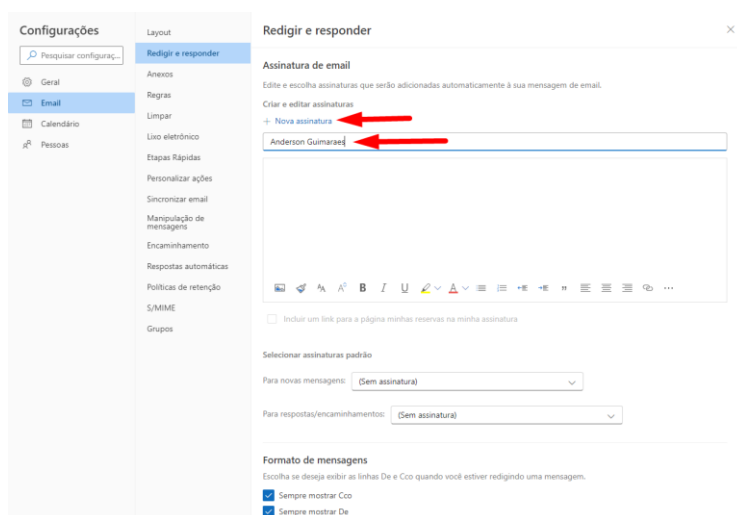 Configurações
Pesquisar configuraç...
Geral
Email
Calendário
Pessoas
Layout
Redigir e responder
Anexos
Regras
Limpar
Lixo eletrônico
Etapas Rápidas
Personalizar ações
Sincronizar email
Manipulação de
mensagens
Encaminhamento
Respostas automáticas
Políticas de retenção
S/MIME
Grupos
Redigir e responder
Assinatura de email
Edite e escolha assinaturas que serão adicionadas automaticamente à sua mensagem de email.
Criar e editar assinaturas
+ Nova assinatura
Anderson Guimaraes
Incluir um link para a página minhas reservas na minha assinatura
Selecionar assinaturas padrão
Para novas mensagens: (Sem assinatura)
Para respostas/encaminhamentos: (Sem assinatura)
Formato de mensagens
Escolha se deseja exibir as linhas De e Cco quando você estiver redigindo uma mensagem.
Sempre mostrar Cco
Sempre mostrar De